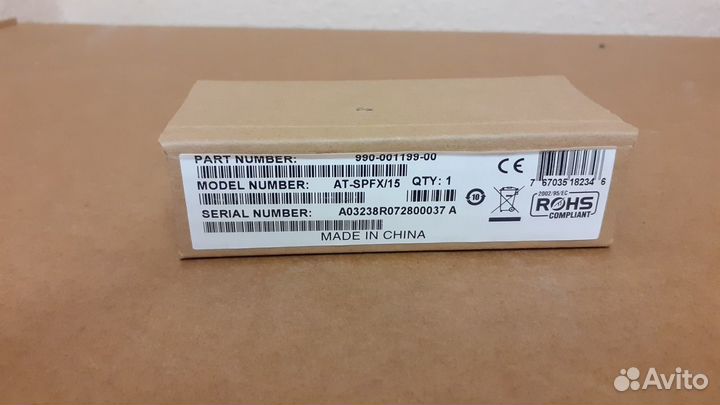 PART NUMBER: 990-001199-00
MODEL NUMBER: AT-SPFX/15 QTY: 1
SERIAL NUMBER: A03238R072800037 A
MADE IN CHINA
CE
7 67035 18234 6
10
2002/95/EC
ROHS
COMPLIANT
Avito